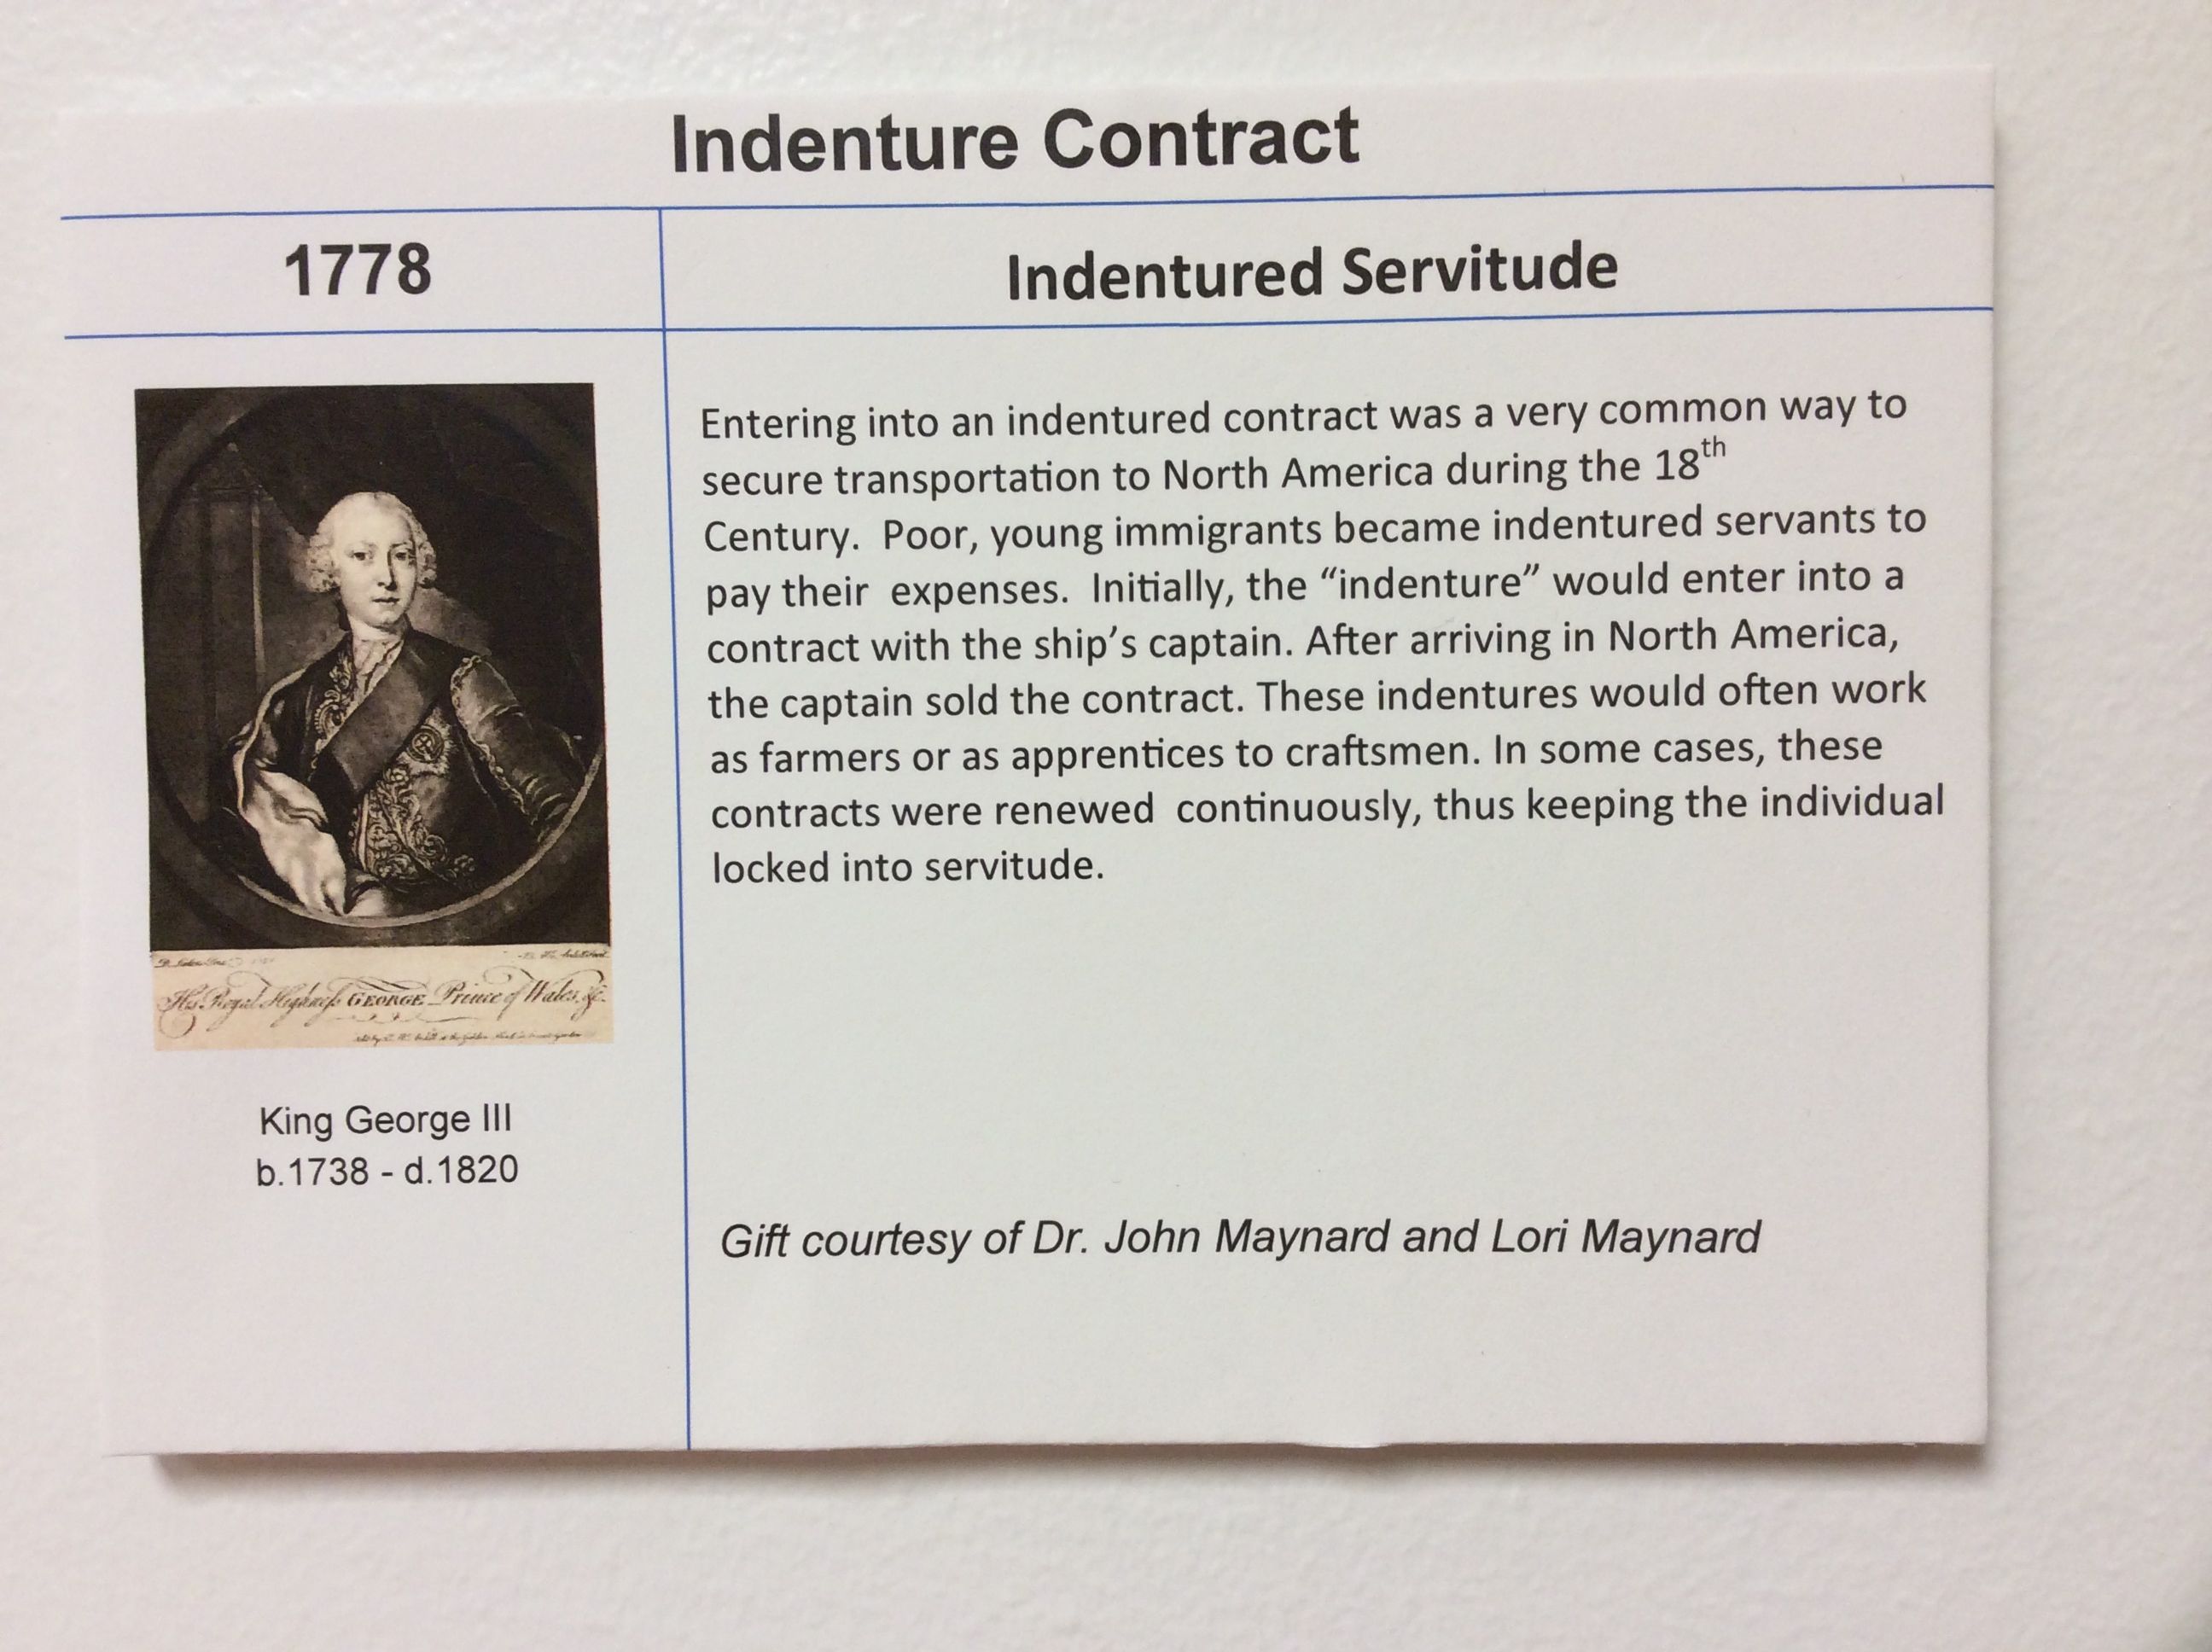 Indenture Contract
1778
Indentured Servitude
Entering into an indentured contract was a very common way to
secure transportation to North America during the 18th
Century.  Poor, young immigrants became indentured servants to
pay their  expenses.  Initially, the “indenture” would enter into a
contract with the ship’s captain. After arriving in North America,
the captain sold the contract. These indentures would often work
as farmers or as apprentices to craftsmen. In some cases, these
contracts were renewed  continuously, thus keeping the individual
locked into servitude.
His Royal Highness GEORGE Prince of Wales, &c.
King George III
b.1738 - d.1820
Gift courtesy of Dr. John Maynard and Lori Maynard